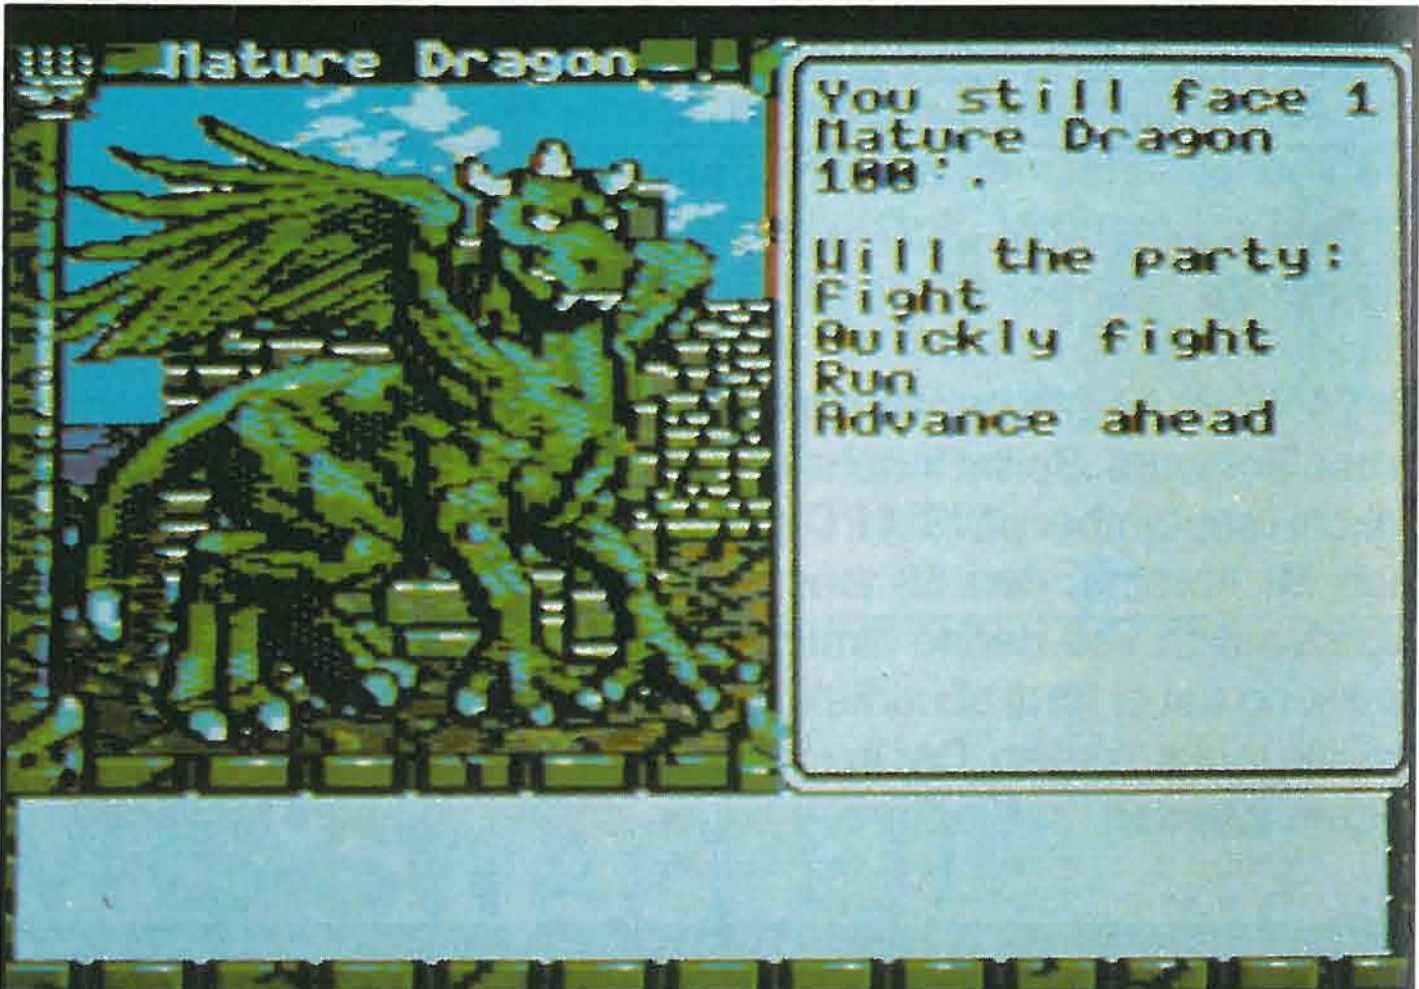 Mature Dragon
You still face 1
Mature Dragon
100'.
Will the party:
Fight
Quickly fight
Run
Advance ahead